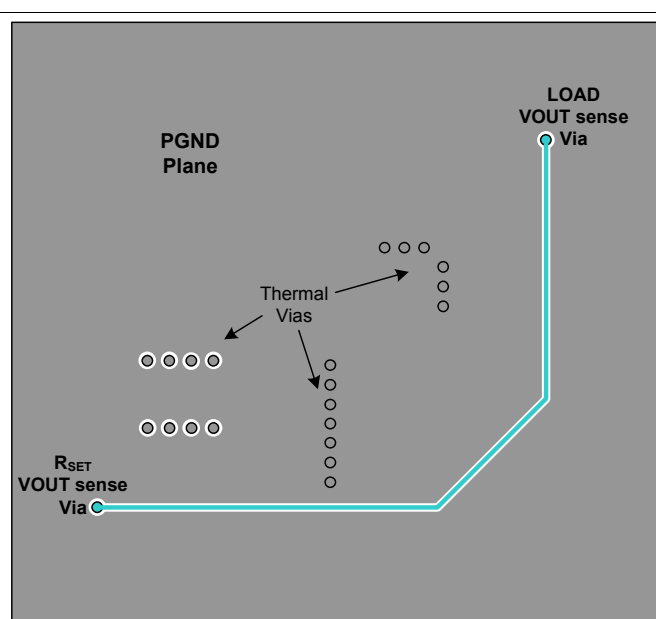 LOAD
VOUT sense
Via
PGND
Plane
Thermal
Vias
RSET
VOUT sense
Via